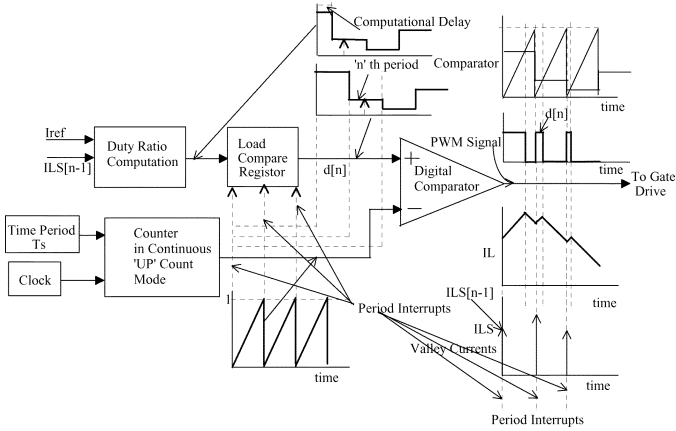 Computational Delay
'n' th period
Comparator
time
d[n]
PWM Signal
time
To Gate
Drive
Iref
ILS[n-1]
Duty Ratio
Computation
Load
Compare
Register
d[n]
+
−
Digital
Comparator
Time Period
Ts
Clock
Counter
in Continuous
'UP' Count
Mode
IL
time
1
time
Period Interrupts
ILS[n-1]
ILS
Valley Currents
time
Period Interrupts